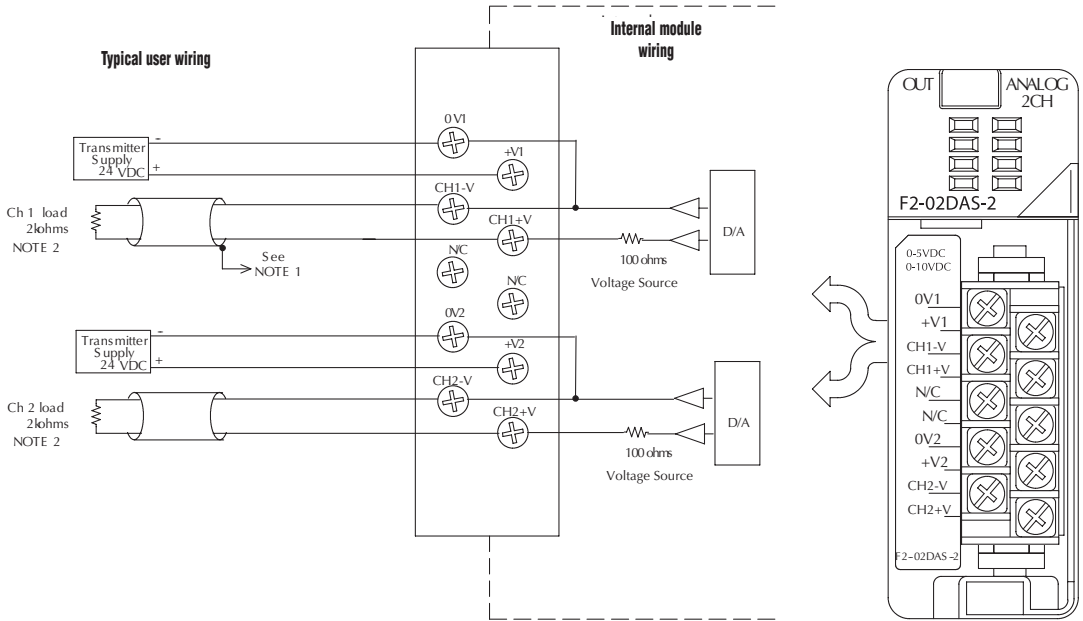 Typical user wiring
Internal module
wiring
Transmitter
Supply
24 VDC
-
+
Ch 1 load
2kohms
NOTE 2
See
NOTE 1
0V1
+V1
CH1-V
CH1+V
N/C
N/C
100 ohms
Voltage Source
D/A
Transmitter
Supply
24 VDC
-
+
Ch 2 load
2kohms
NOTE 2
0V2
+V2
CH2-V
CH2+V
100 ohms
Voltage Source
D/A
OUT
ANALOG
2CH
F2-02DAS-2
0-5VDC
0-10VDC
0V1
+V1
CH1-V
CH1+V
N/C
N/C
0V2
+V2
CH2-V
CH2+V
F2-02DAS-2